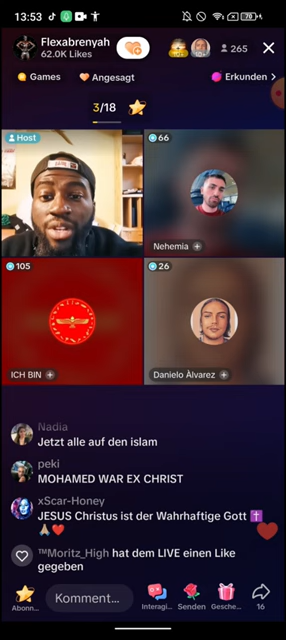 13:53
70
Flexabrenyah
62.0K Likes
265
Games
Angesagt
Erkunden
3/18
Host
66
Nehemia
105
26
ICH BIN
Danielo Àlvarez
Nadia
Jetzt alle auf den islam
peki
MOHAMED WAR EX CHRIST
xScar-Honey
JESUS Christus ist der Wahrhaftige Gott
™Moritz_High hat dem LIVE einen Like
gegeben
Abonn...
Komment...
Interagi...
Senden
Gesche...
16